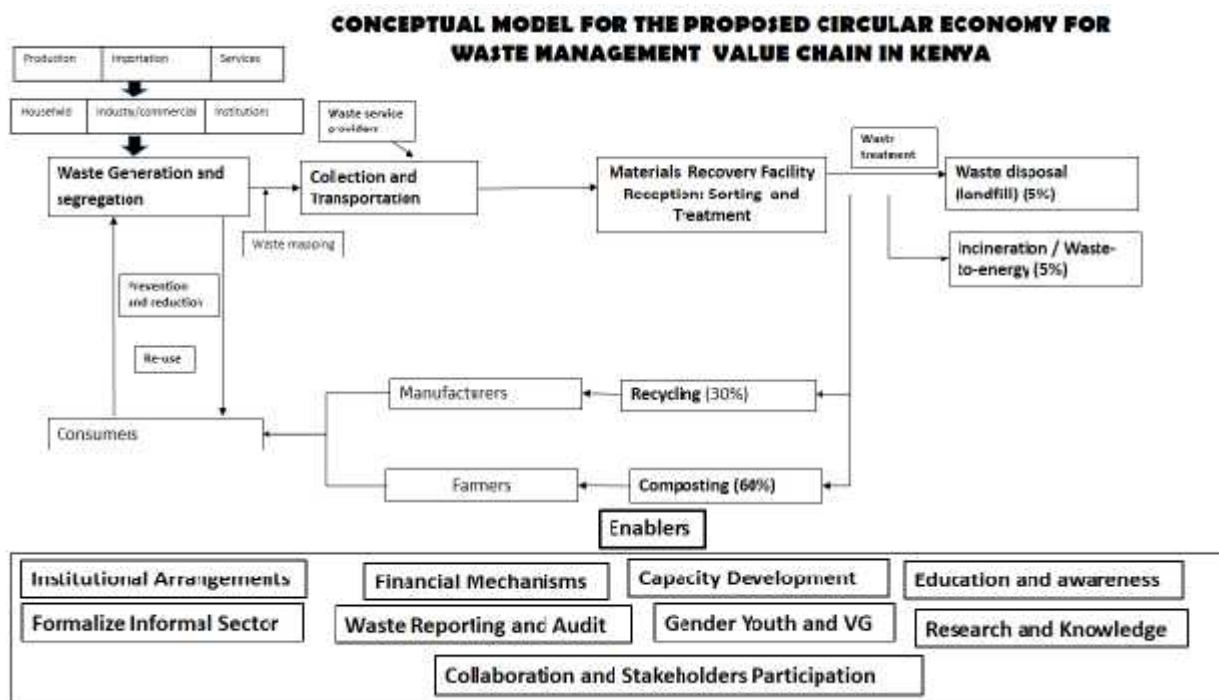 CONCEPTUAL MODEL FOR THE PROPOSED CIRCULAR ECONOMY FOR
WASTE MANAGEMENT VALUE CHAIN IN KENYA
Production
Importation
Services
Household
Industry/commercial
Institutions
Waste service
providers
Waste
treatment
Waste Generation and
segregation
Collection and
Transportation
Materials Recovery Facility
Reception: Sorting and
Treatment
Waste disposal
(landfill) (5%)
Waste mapping
Incineration / Waste-
to-energy (5%)
Prevention
and reduction
Re-use
Manufacturers
Recycling (30%)
Consumers
Farmers
Composting (60%)
Enablers
Institutional Arrangements
Financial Mechanisms
Capacity Development
Education and awareness
Formalize Informal Sector
Waste Reporting and Audit
Gender Youth and VG
Research and Knowledge
Collaboration and Stakeholders Participation